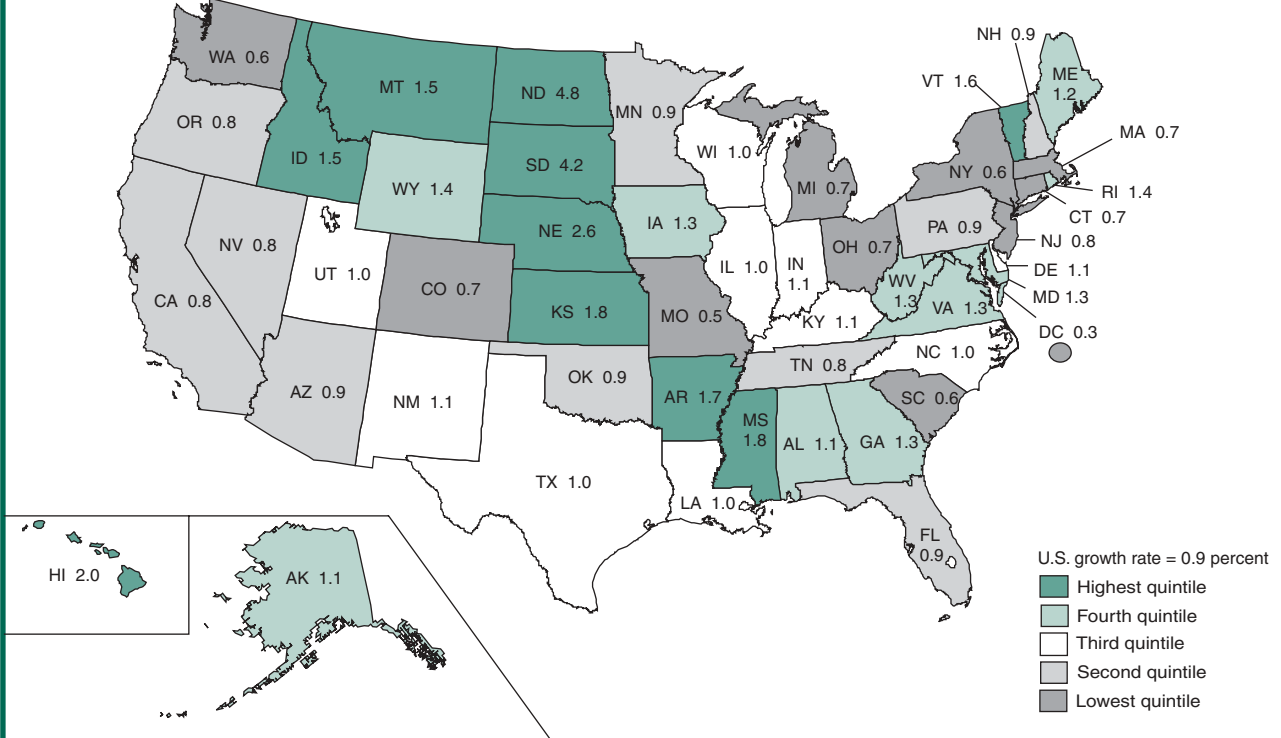 NH 0.9
WA 0.6
VT 1.6
ME
1.2
MT 1.5
ND 4.8
MN 0.9
OR 0.8
MA 0.7
WI 1.0
ID 1.5
SD 4.2
NY 0.6
WY 1.4
MI 0.7
RI 1.4
CT 0.7
IA 1.3
PA 0.9
NE 2.6
NJ 0.8
NV 0.8
OH 0.7
UT 1.0
IL 1.0
IN
1.1
DE 1.1
CO 0.7
WV
1.3
MD 1.3
CA 0.8
VA 1.3
KS 1.8
MO 0.5
KY 1.1
DC 0.3
NC 1.0
TN 0.8
OK 0.9
AZ 0.9
NM 1.1
AR 1.7
SC 0.6
MS
1.8
AL 1.1
GA 1.3
TX 1.0
LA 1.0
FL
0.9
HI 2.0
AK 1.1
U.S. growth rate = 0.9 percent
Highest quintile
Fourth quintile
Third quintile
Second quintile
Lowest quintile